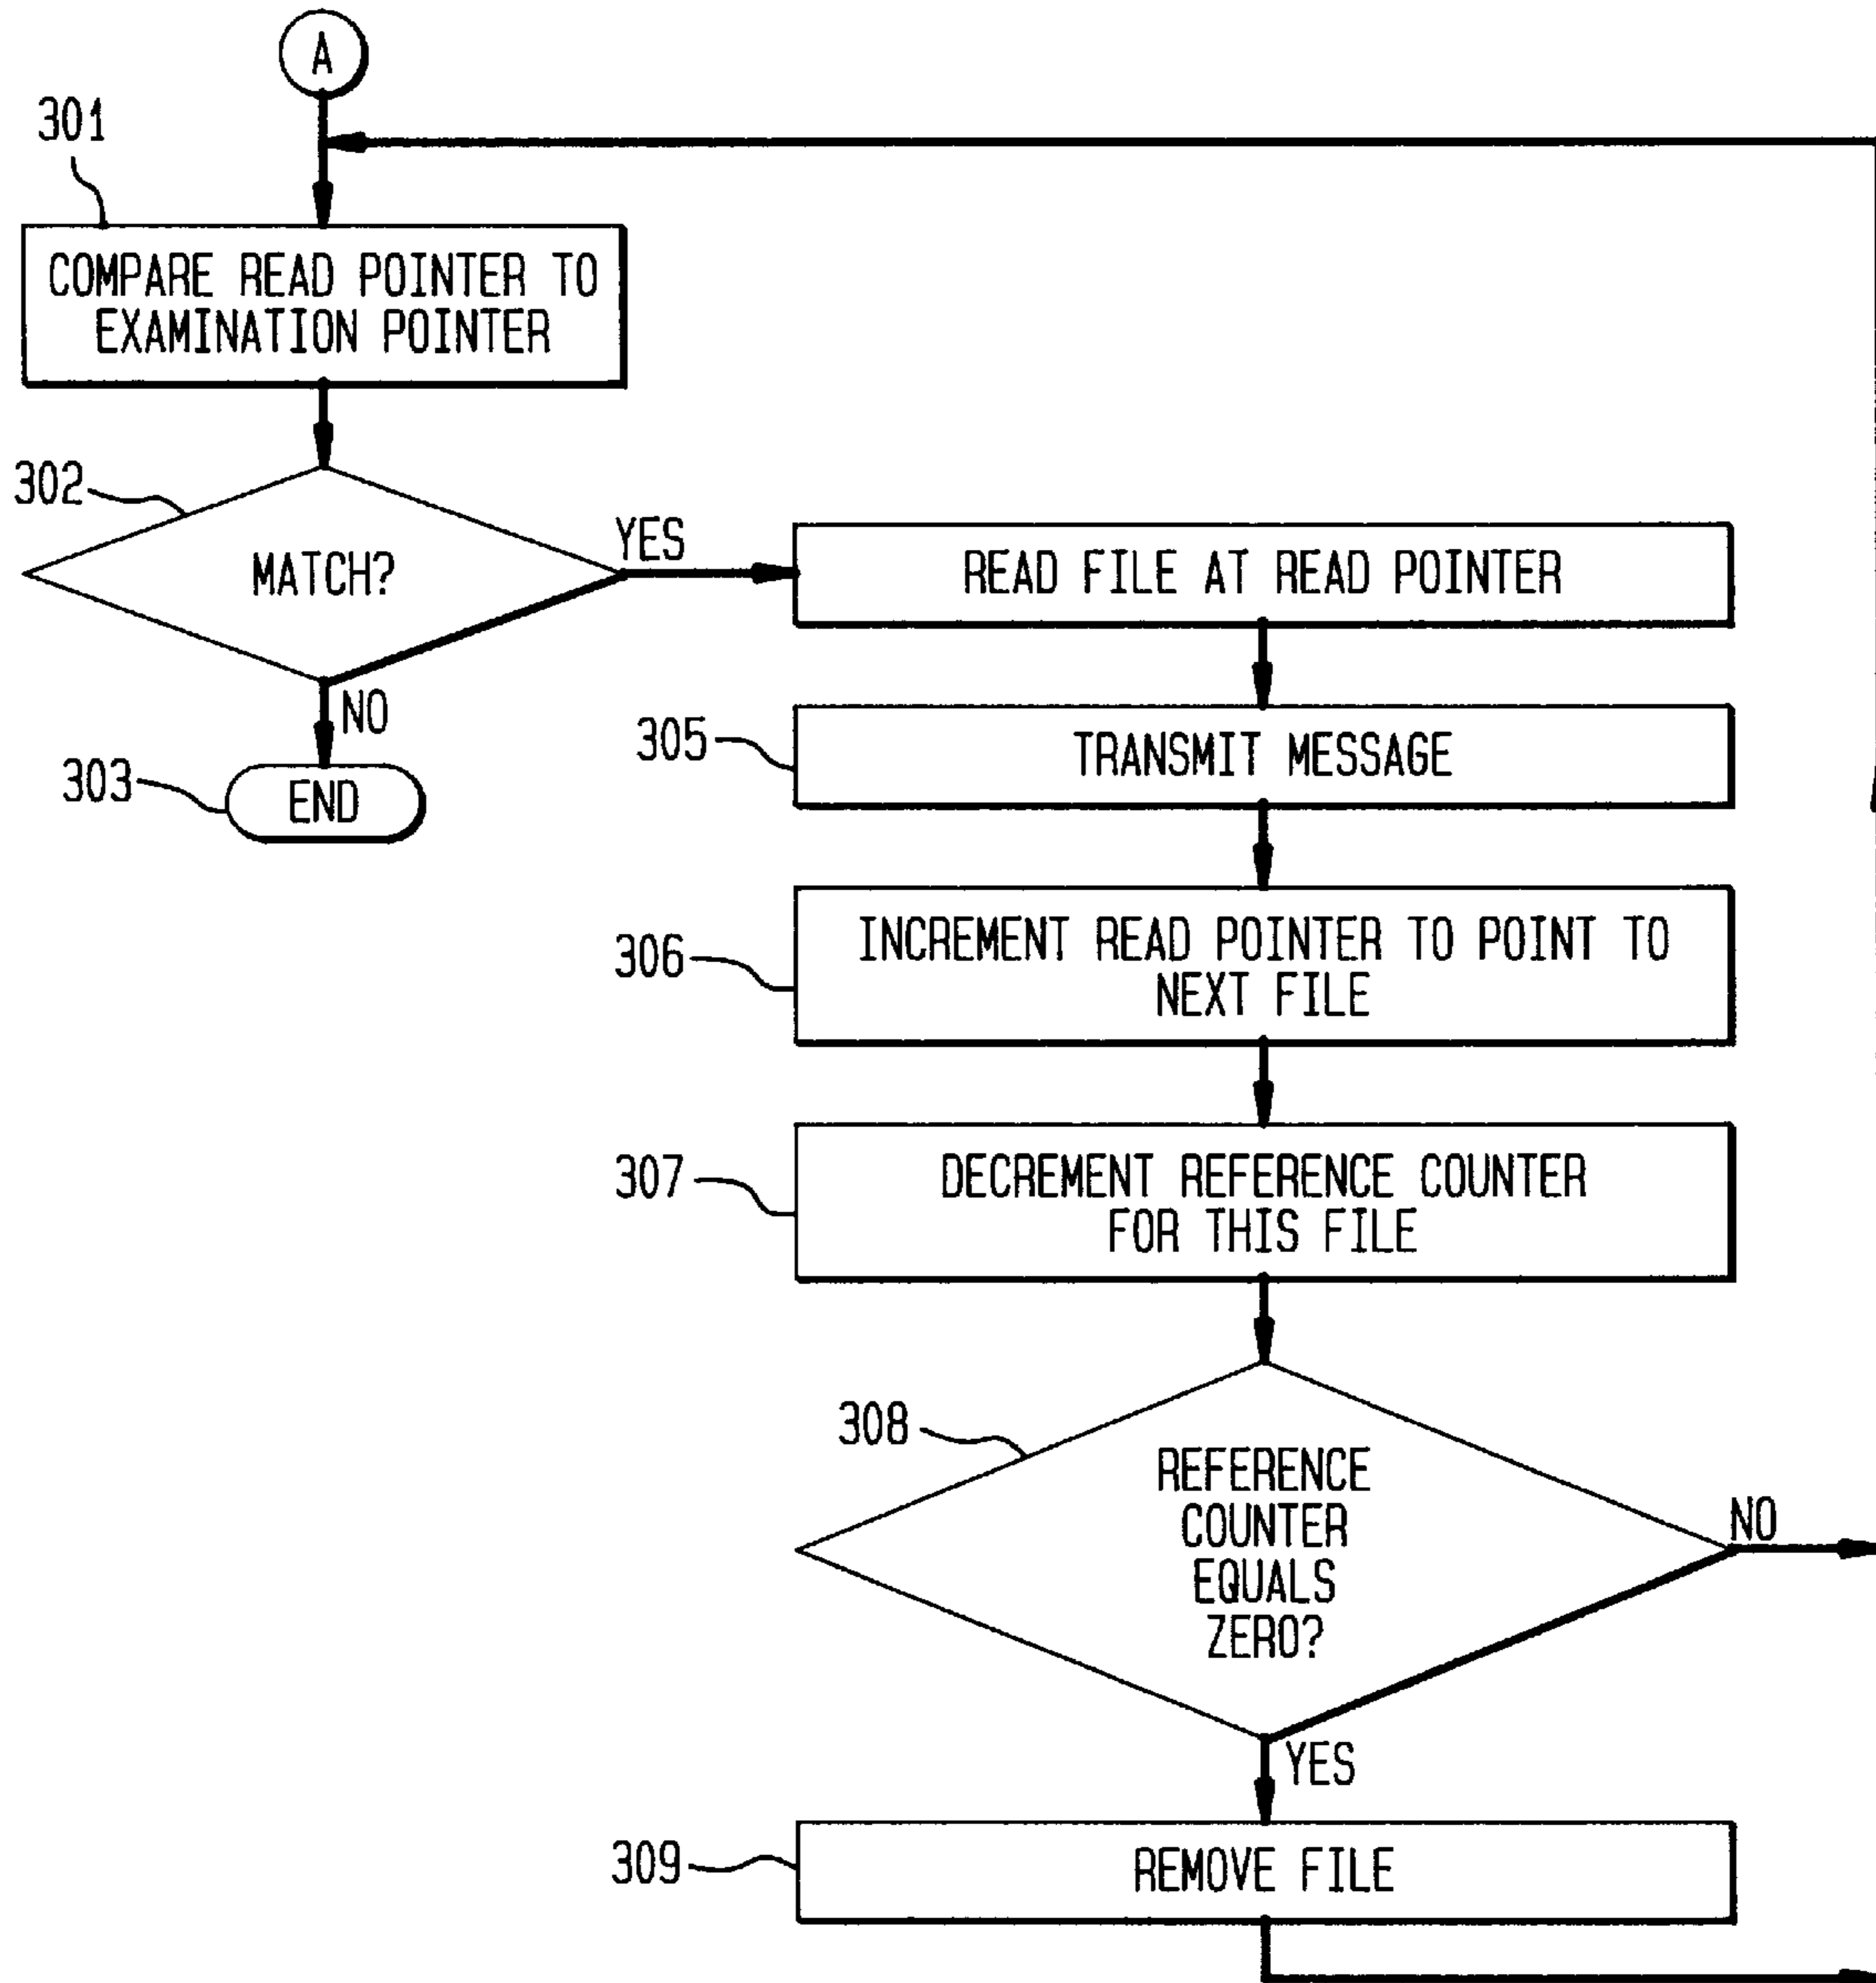 A
301
COMPARE READ POINTER TO
EXAMINATION POINTER
302
MATCH?
YES
NO
303
END
READ FILE AT READ POINTER
305
TRANSMIT MESSAGE
306
INCREMENT READ POINTER TO POINT TO
NEXT FILE
307
DECREMENT REFERENCE COUNTER
FOR THIS FILE
308
REFERENCE
COUNTER
EQUALS
ZERO?
NO
YES
309
REMOVE FILE